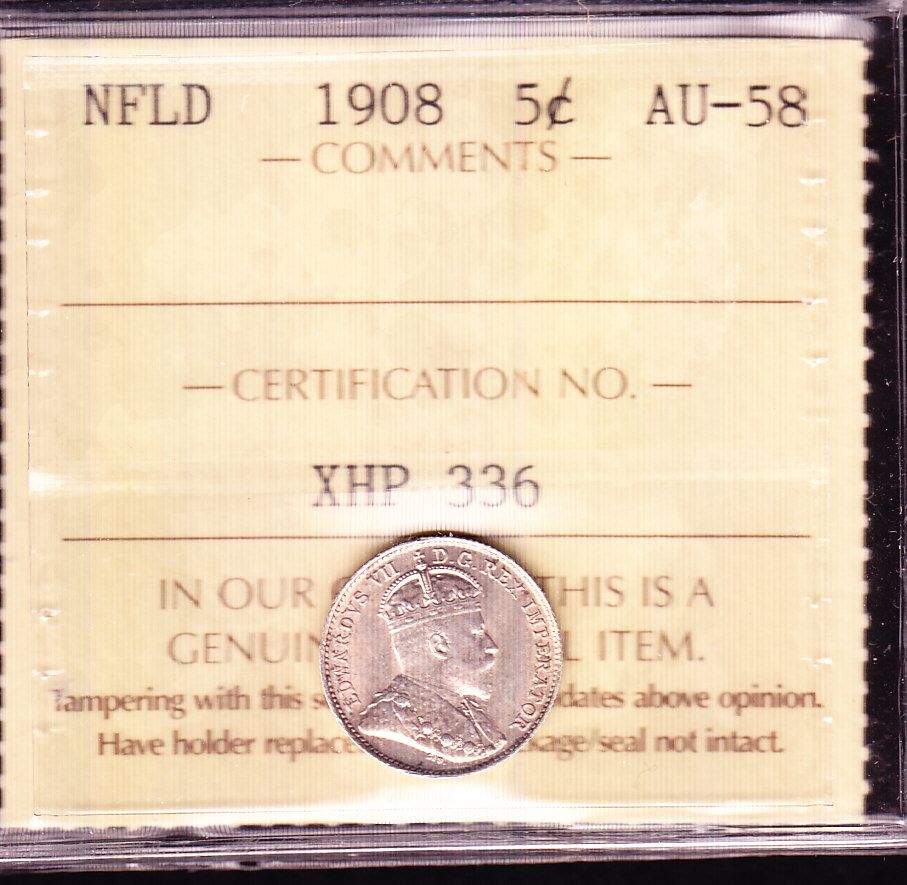 NFLD 1908 5¢ AU-58
— COMMENTS —
— CERTIFICATION NO. —
XHP 336
IN OUR THIS IS A
GENUIN L ITEM.
Tampering with this s dates above opinion.
Have holder replace kage/seal not intact.
EDWARDVS VII D.G. REX IMPERATOR